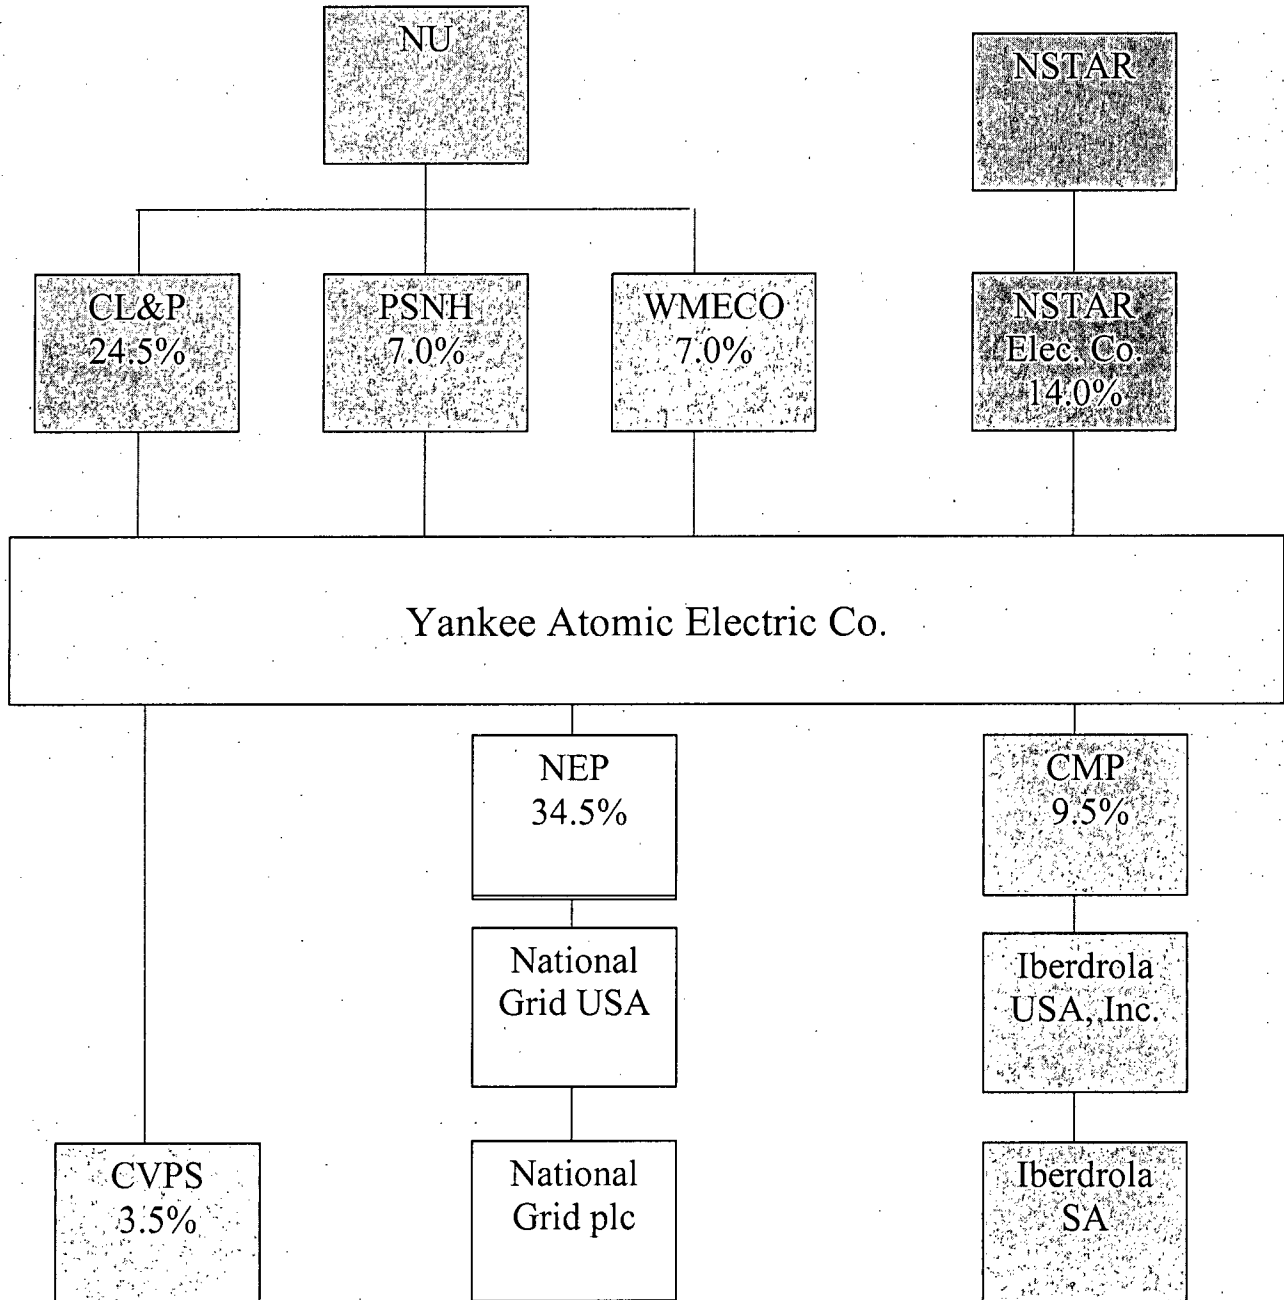 NU
NSTAR
CL&P
24.5%
PSNH
7.0%
WMECO
7.0%
NSTAR
Elec. Co.
14.0%
Yankee Atomic Electric Co.
NEP
34.5%
CMP
9.5%
National
Grid USA
Iberdrola
USA, Inc.
CVPS
3.5%
National
Grid plc
Iberdrola
SA